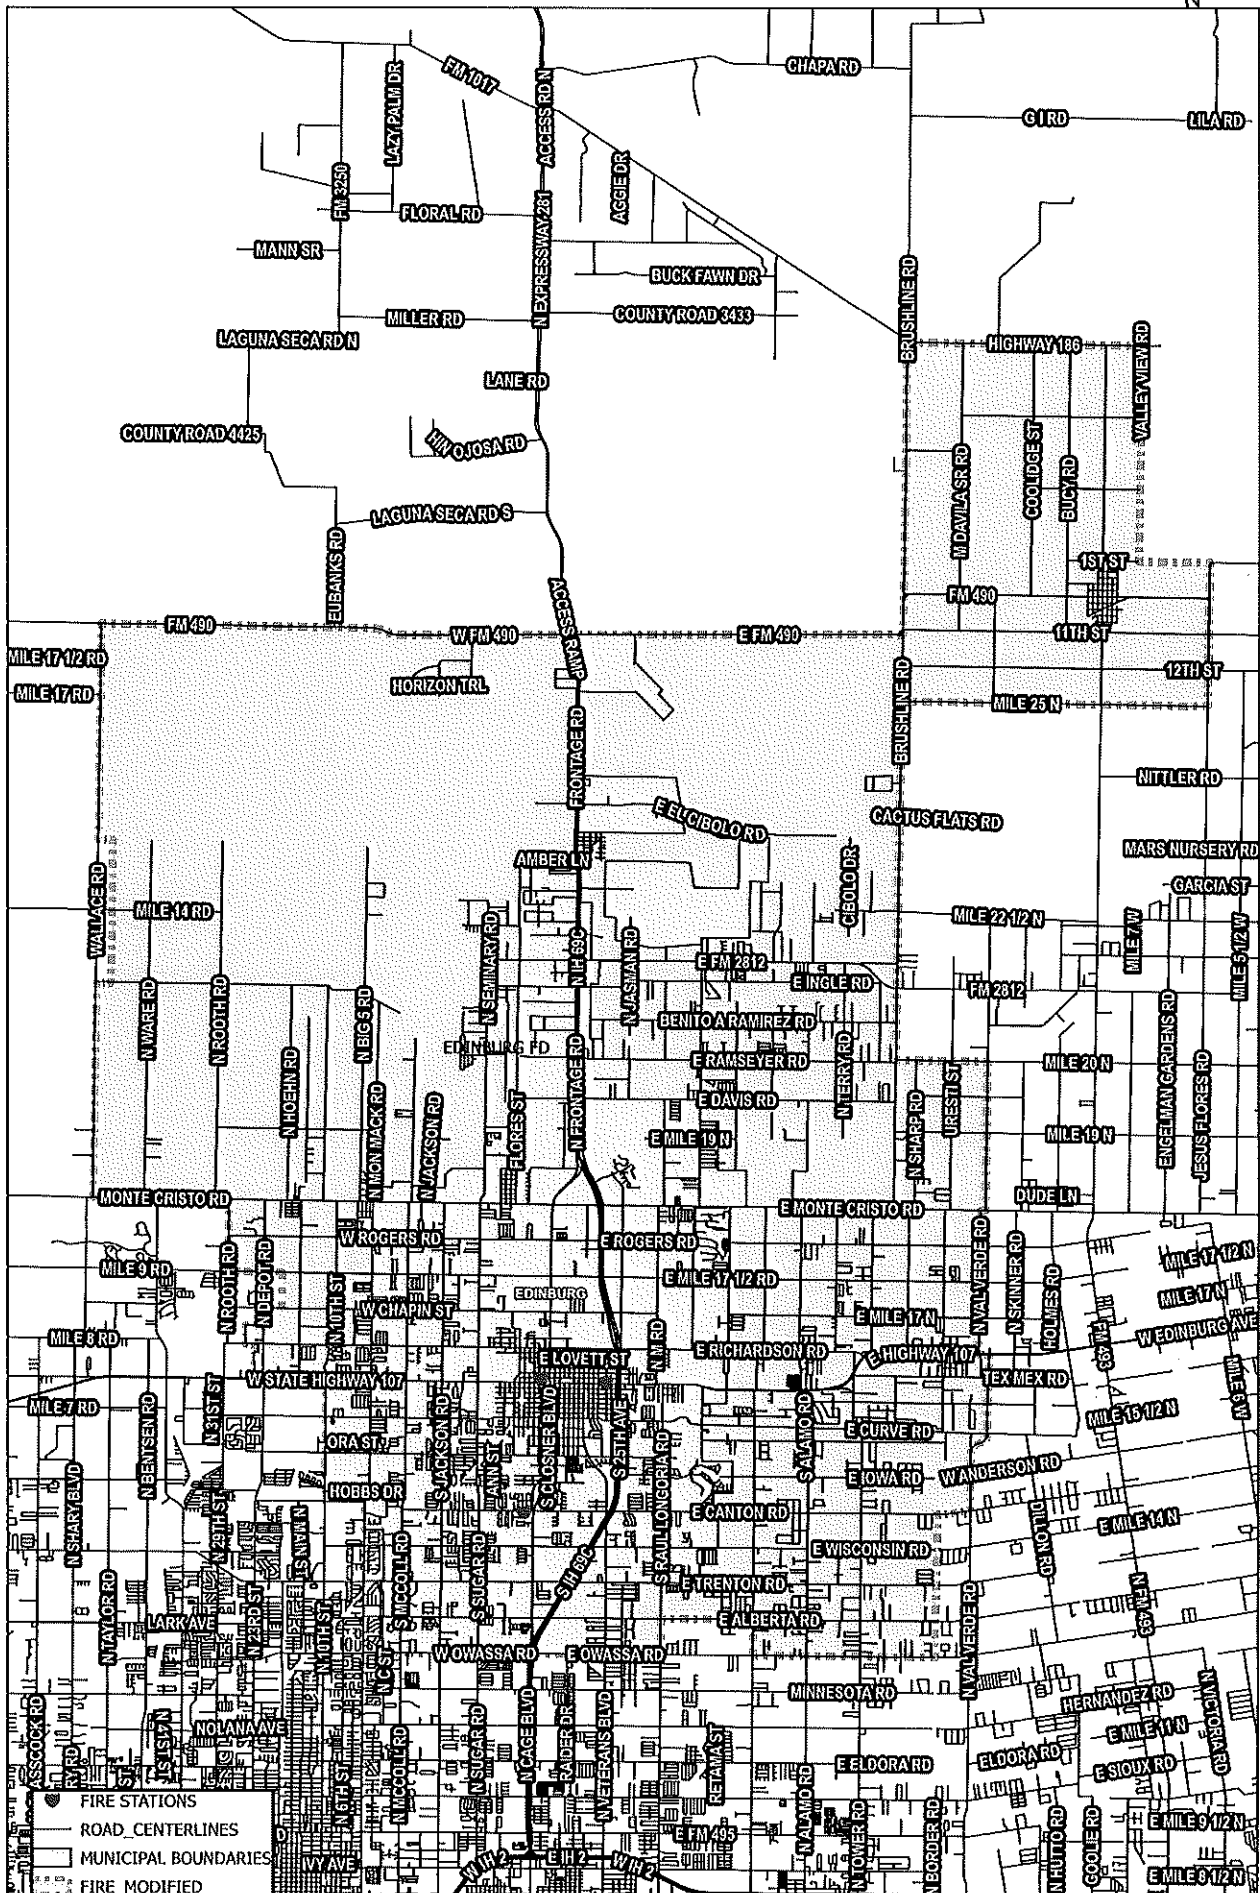 CHAPA RD
FM 1017
LAZY PALM DR
ACCESS RD N
G I RD
LILA RD
AGGIE DR
FM 3250
FLORAL RD
N EXPRESSWAY 281
MANN SR
BUCK FAWN DR
BRUSHLINE RD
MILLER RD
COUNTY ROAD 3433
LAGUNA SECA RD N
HIGHWAY 186
VALLEY VIEW RD
LANE RD
COUNTY ROAD 4425
OJOSA RD
M DAVILA SR RD
COOLIDGE ST
BUCY RD
LAGUNA SECA RD S
EUBANKS RD
1ST ST
ACCESS RAMP
FM 490
FM 490
W FM 490
E FM 490
11TH ST
MILE 17 1/2 RD
12TH ST
HORIZON TRL
MILE 17 RD
BRUSHLINE RD
MILE 25 N
FRONTAGE RD
NITTLER RD
E EL CIBOLO RD
CACTUS FLATS RD
AMBER LN
MARS NURSERY RD
CIBOLO DR
GARCIA ST
WALLACE RD
MILE 14 RD
MILE 22 1/2 N
N SEMINARY RD
N IH 69C
N JASMAN RD
MILE 7 W
MILE 5 1/2 W
E FM 2812
E INGLE RD
FM 2812
N WARE RD
N ROOTH RD
N BIG 5 RD
BENITO A RAMIREZ RD
ENGELMAN GARDENS RD
EDINBURG FD
E RAMSEYER RD
MILE 20 N
N HOEHN RD
N FRONTAGE RD
N TERRY RD
JESUS FLORES RD
E DAVIS RD
N MON MACK RD
N JACKSON RD
FLORES ST
N SHARP RD
URESTI ST
E MILE 19 N
MILE 19 N
MONTE CRISTO RD
DUDE LN
E MONTE CRISTO RD
W ROGERS RD
E ROGERS RD
MILE 17 1/2 N
MILE 9 RD
N ROOTH RD
N DEPOT RD
E MILE 17 1/2 RD
N VALVERDE RD
N SKINNER RD
HOLMES RD
MILE 17 N
EDINBURG
N 10TH ST
W CHAPIN ST
E MILE 17 N
MILE 8 RD
N M RD
FM 493
W EDINBURG AVE
E LOVETT ST
E RICHARDSON RD
E HIGHWAY 107
W STATE HIGHWAY 107
TEX MEX RD
MILE 6 W
MILE 7 RD
N BENTSEN RD
N 31ST ST
S JACKSON RD
S CLOSNER BLVD
S 25TH AVE
S ALAMO RD
MILE 16 1/2 N
ORA ST
E CURVE RD
S RAUL LONGORIA RD
ANN ST
E IOWA RD
W ANDERSON RD
HOBBS DR
N SHARY BLVD
N 29TH ST
N MAIN ST
E CANTON RD
DILLON RD
E MILE 14 N
S MCCOLL RD
S SUGAR RD
E WISCONSIN RD
S IH 69C
N TAYLOR RD
E TRENTON RD
N VALVERDE RD
N FM 493
LARK AVE
N 23RD ST
N 10TH ST
E ALBERTA RD
W OWASSA RD
E OWASSA RD
N C ST
MINNESOTA RD
HERNANDEZ RD
N VICTORIA RD
N 41ST ST
NOLANA AVE
N MCCOLL RD
N SUGAR RD
N CAGE BLVD
RAIDER DR
N VETERANS BLVD
RETAMA ST
E MILE 11 N
ELDORA RD
E ELDORA RD
E SIOUX RD
N 6TH ST
N ALAMO RD
N TOWER RD
N BORDER RD
N HUTTO RD
GOOLIE RD
E MILE 9 1/2 N
E FM 495
IVY AVE
W IH 2
E IH 2
W IH 2
E MILE 8 1/2 N
FIRE STATIONS
ROAD_CENTERLINES
MUNICIPAL BOUNDARIES
FIRE_MODIFIED